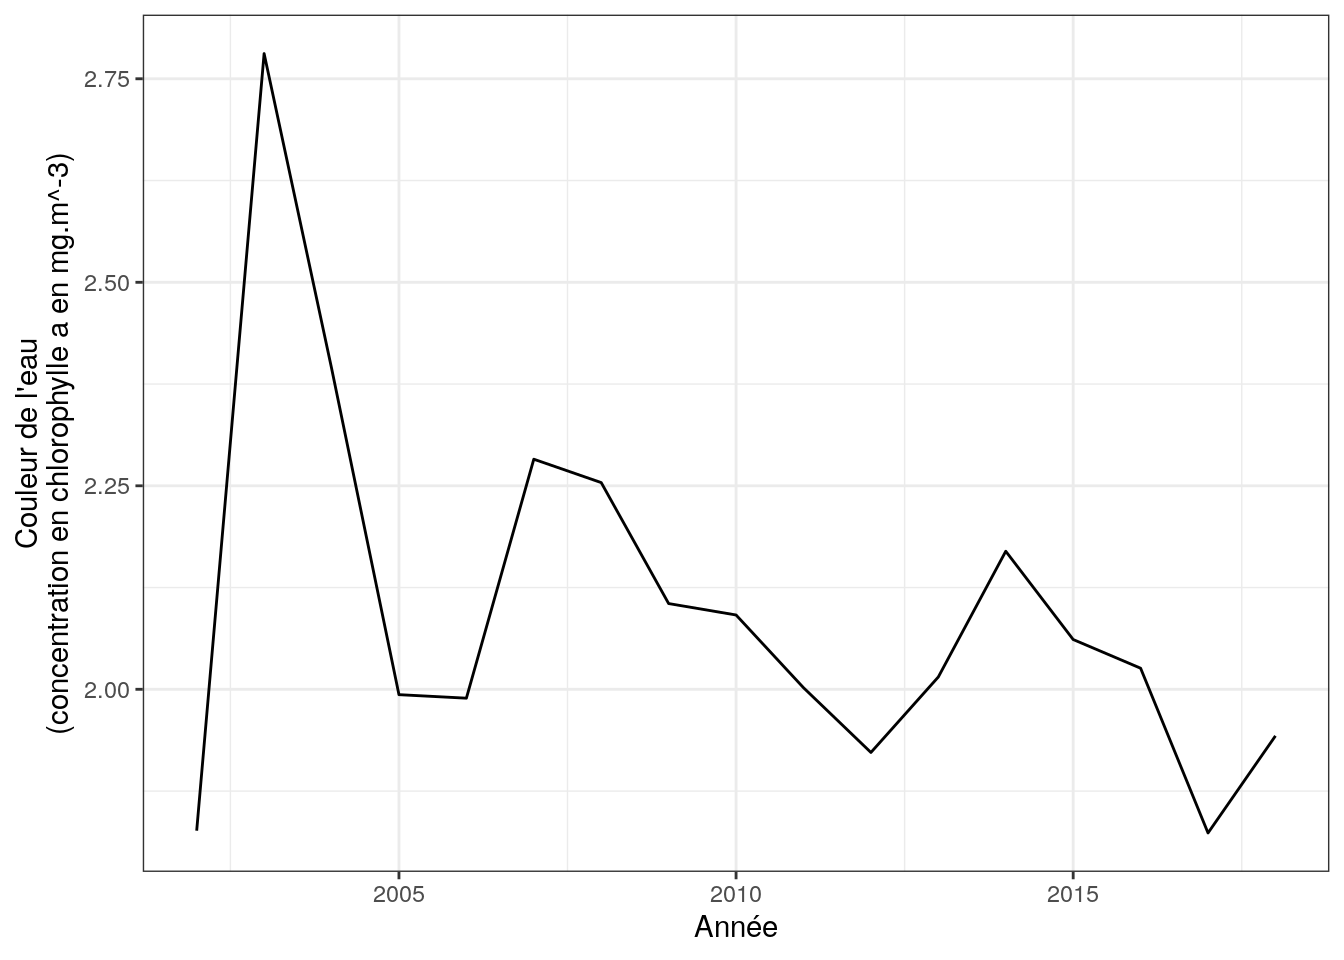 Couleur de l'eau
(concentration en chlorophylle a en mg.m^-3)
2.75
2.50
2.25
2.00
2005
2010
2015
Année